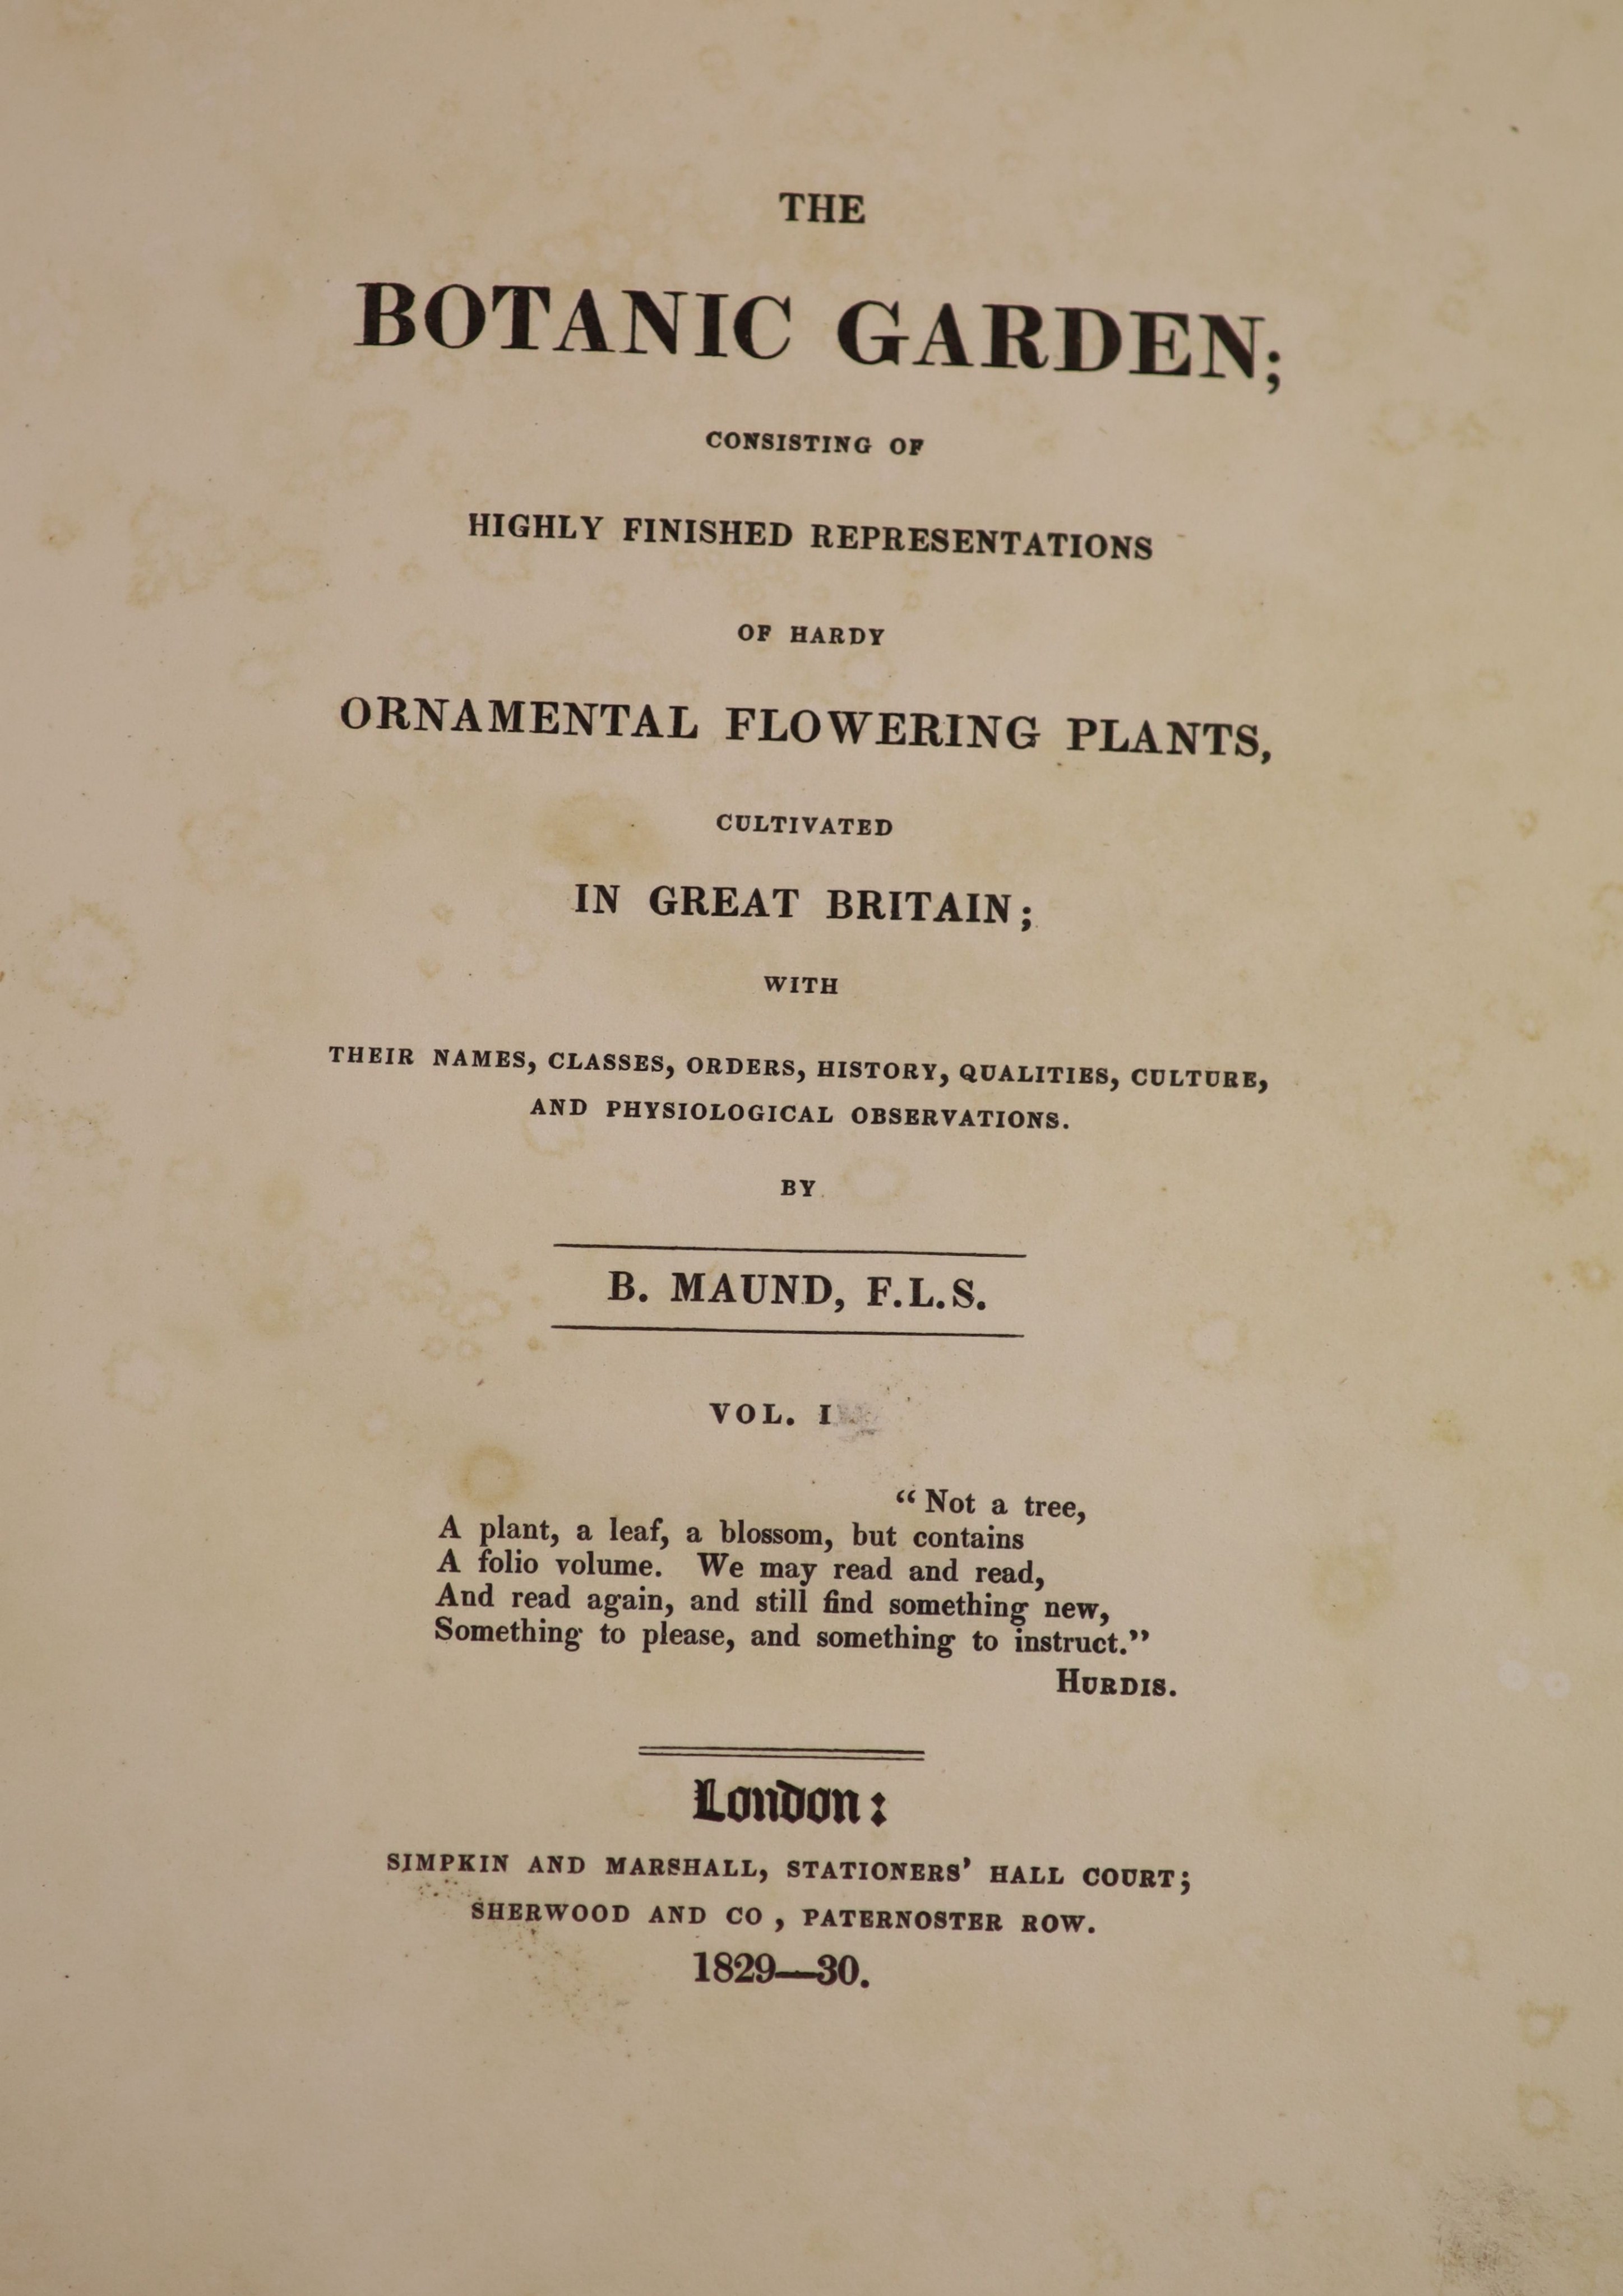 THE
BOTANIC GARDEN;
CONSISTING OF
HIGHLY FINISHED REPRESENTATIONS
OF HARDY
ORNAMENTAL FLOWERING PLANTS,
CULTIVATED
IN GREAT BRITAIN;
WITH
THEIR NAMES, CLASSES, ORDERS, HISTORY, QUALITIES, CULTURE,
AND PHYSIOLOGICAL OBSERVATIONS.
BY
B. MAUND, F.L.S.
VOL. I
“Not a tree,
A plant, a leaf, a blossom, but contains
A folio volume. We may read and read,
And read again, and still find something new,
Something to please, and something to instruct.”
HURDIS.
London:
SIMPKIN AND MARSHALL, STATIONERS’ HALL COURT;
SHERWOOD AND CO , PATERNOSTER ROW.
1829—30.